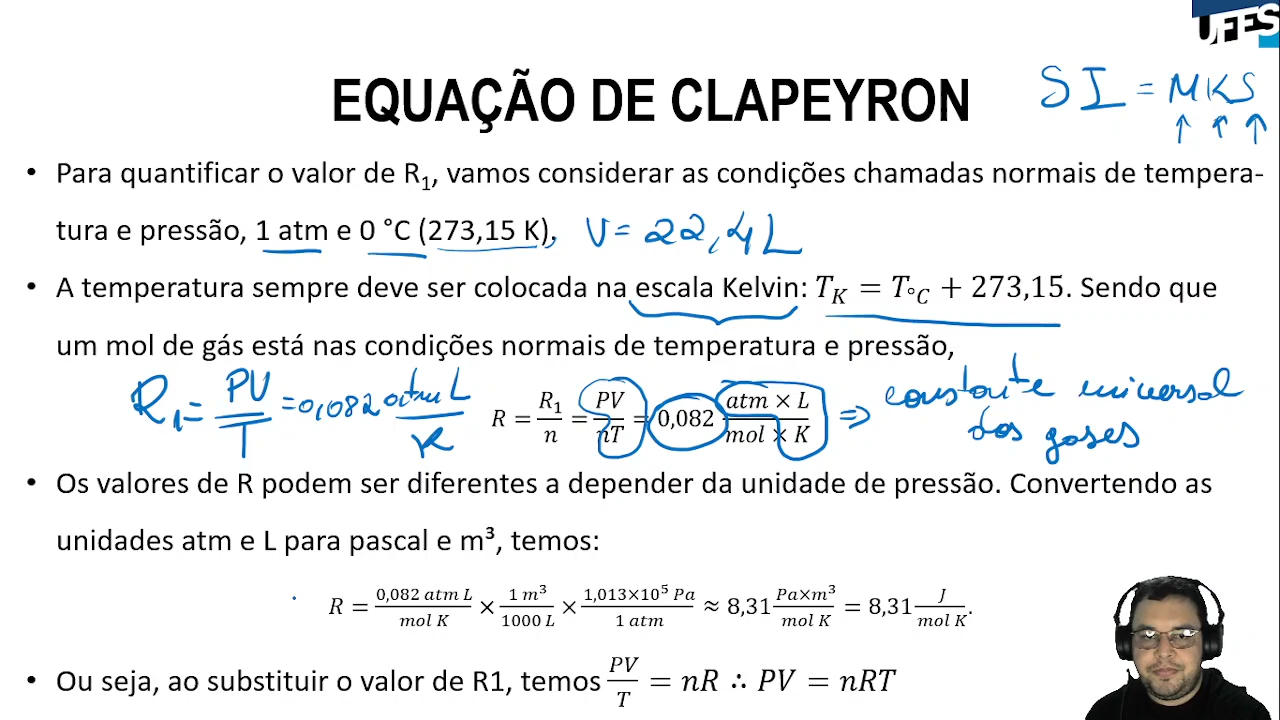 UFES
EQUAÇÃO DE CLAPEYRON
SI = MKS
• Para quantificar o valor de R₁, vamos considerar as condições chamadas normais de tempera-
tura e pressão, 1 atm e 0 °C (273,15 K). V = 22,4 L
• A temperatura sempre deve ser colocada na escala Kelvin: T_K = T_°C + 273,15. Sendo que
um mol de gás está nas condições normais de temperatura e pressão,
R₁ = PV/T = 0,082 atm L/K
R = R₁/n = PV/nT = 0,082 (atm × L)/(mol × K) ⇒ constante universal
dos gases
• Os valores de R podem ser diferentes a depender da unidade de pressão. Convertendo as
unidades atm e L para pascal e m³, temos:
R = (0,082 atm L)/(mol K) × (1 m³)/(1000 L) × (1,013×10⁵ Pa)/(1 atm) ≈ 8,31 (Pa×m³)/(mol K) = 8,31 J/(mol K).
• Ou seja, ao substituir o valor de R1, temos PV/T = nR ∴ PV = nRT